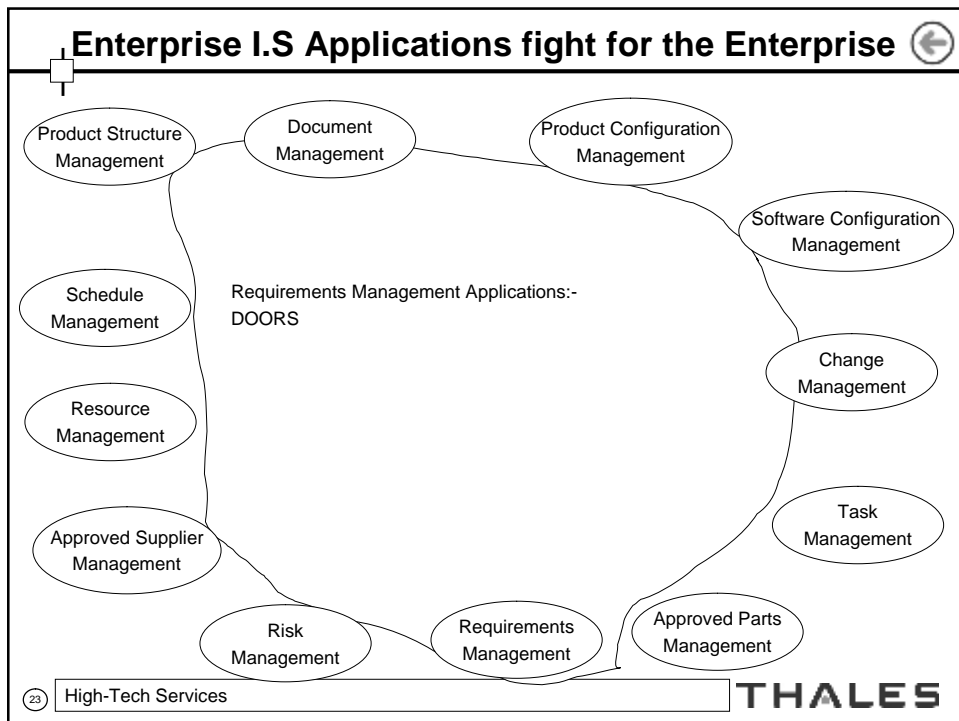 Enterprise I.S Applications fight for the Enterprise
Product Structure
Management
Document
Management
Product Configuration
Management
Software Configuration
Management
Schedule
Management
Requirements Management Applications:-
DOORS
Change
Management
Resource
Management
Approved Supplier
Management
Task
Management
Risk
Management
Requirements
Management
Approved Parts
Management
23
High-Tech Services
THALES